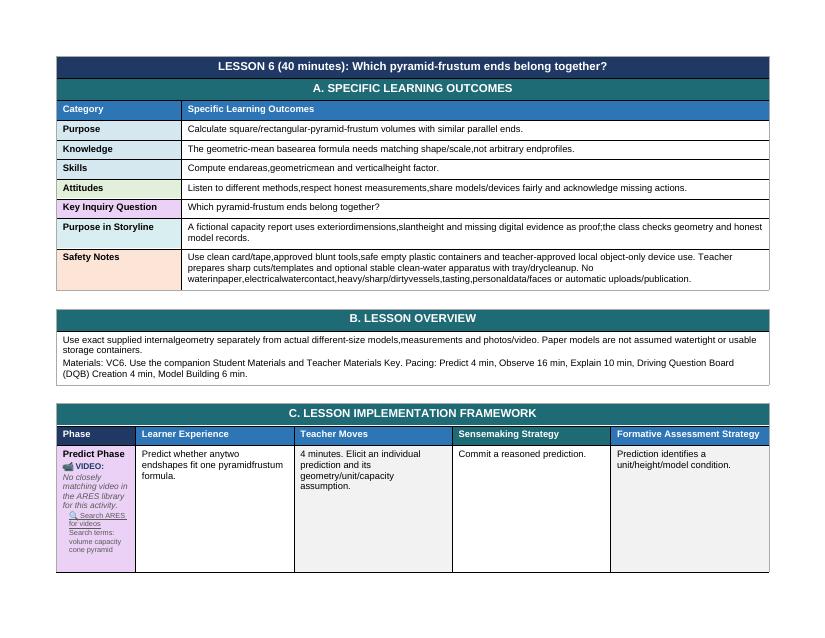 LESSON 6 (40 minutes): Which pyramid-frustum ends belong together?
A. SPECIFIC LEARNING OUTCOMES
Category
Specific Learning Outcomes
Purpose
Calculate square/rectangular-pyramid-frustum volumes with similar parallel ends.
Knowledge
The geometric-mean basearea formula needs matching shape/scale,not arbitrary endprofiles.
Skills
Compute endareas,geometricmean and verticalheight factor.
Attitudes
Listen to different methods,respect honest measurements,share models/devices fairly and acknowledge missing actions.
Key Inquiry Question
Which pyramid-frustum ends belong together?
Purpose in Storyline
A fictional capacity report uses exteriordimensions,slantheight and missing digital evidence as proof;the class checks geometry and honest
model records.
Safety Notes
Use clean card/tape,approved blunt tools,safe empty plastic containers and teacher-approved local object-only device use. Teacher
prepares sharp cuts/templates and optional stable clean-water apparatus with tray/drycleanup. No
waterinpaper,electricalwatercontact,heavy/sharp/dirtyvessels,tasting,personaldata/faces or automatic uploads/publication.
B. LESSON OVERVIEW
Use exact supplied internalgeometry separately from actual different-size models,measurements and photos/video. Paper models are not assumed watertight or usable
storage containers.
Materials: VC6. Use the companion Student Materials and Teacher Materials Key. Pacing: Predict 4 min, Observe 16 min, Explain 10 min, Driving Question Board
(DQB) Creation 4 min, Model Building 6 min.
C. LESSON IMPLEMENTATION FRAMEWORK
Phase
Learner Experience
Teacher Moves
Sensemaking Strategy
Formative Assessment Strategy
Predict Phase
VIDEO:
No closely
matching video in
the ARES library
for this activity.
Search ARES
for videos
Search terms:
volume capacity
cone pyramid
Predict whether anytwo
endshapes fit one pyramidfrustum
formula.
4 minutes. Elicit an individual
prediction and its
geometry/unit/capacity
assumption.
Commit a reasoned prediction.
Prediction identifies a
unit/height/model condition.